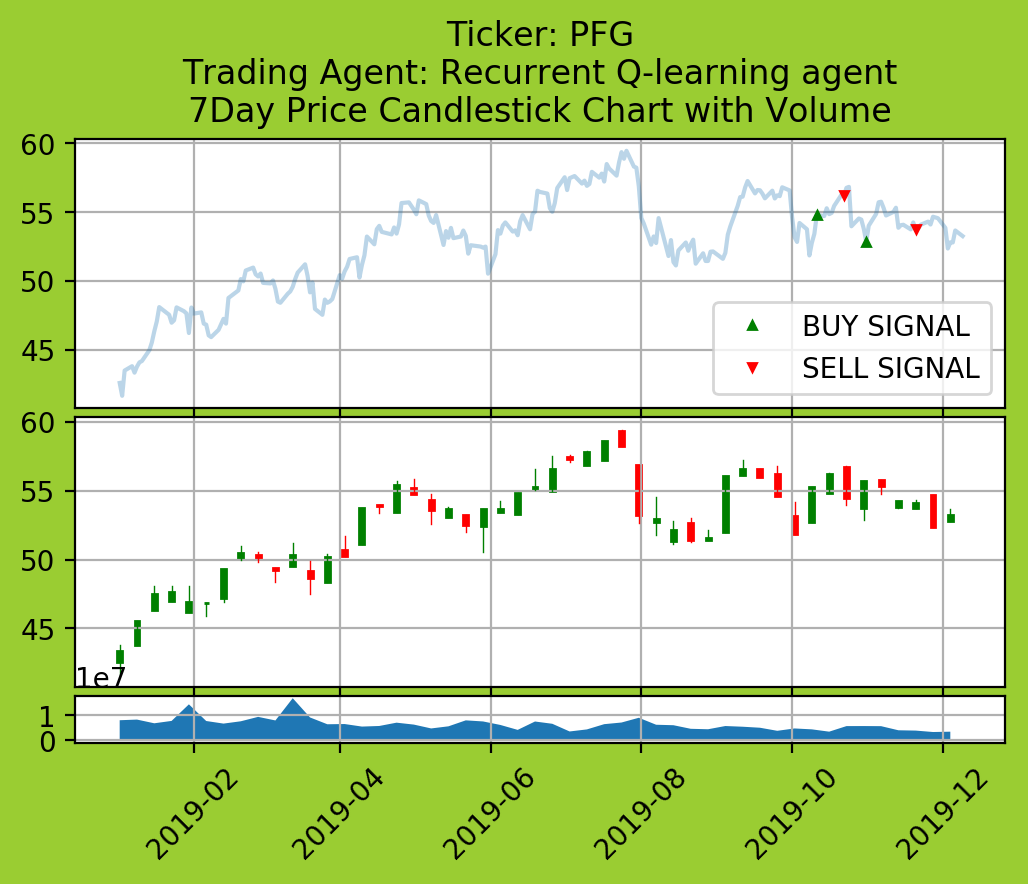 Ticker: PFG
Trading Agent: Recurrent Q-learning agent
7Day Price Candlestick Chart with Volume
60
55
50
45
BUY SIGNAL
SELL SIGNAL
60
55
50
45
1e7
1
0
2019-02
2019-04
2019-06
2019-08
2019-10
2019-12